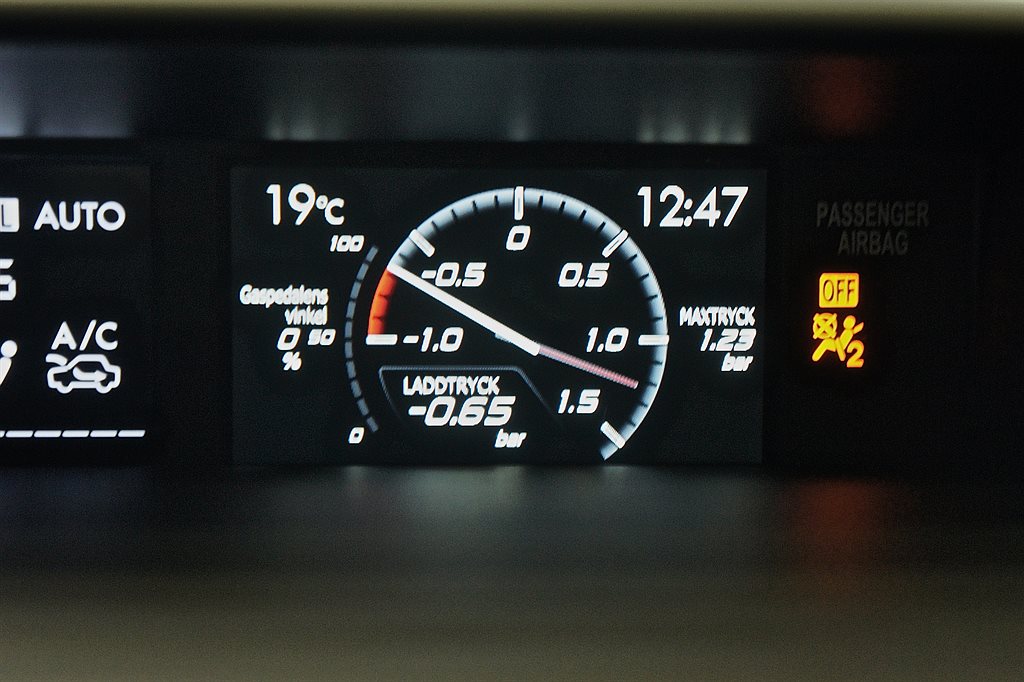 AUTO
A/C
19°C
12:47
100
50
0
Gaspedalens
vinkel
0
%
-1.0
-0.5
0
0.5
1.0
1.5
LADDTRYCK
-0.65
bar
MAXTRYCK
1.23
bar
PASSENGER
AIRBAG
OFF
2